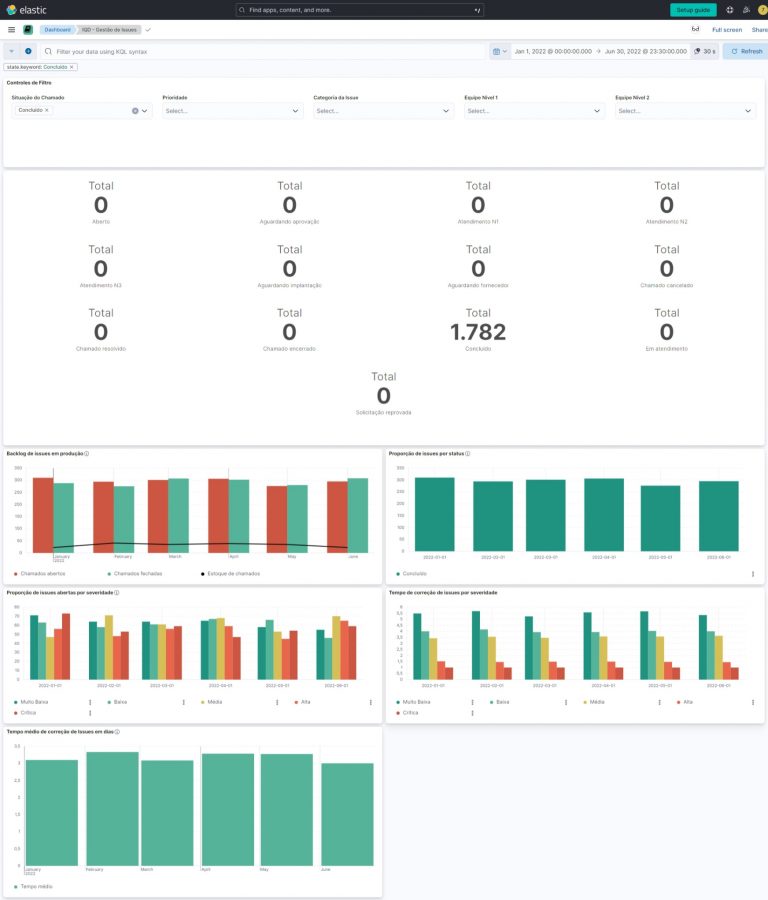 elastic
Find apps, content, and more.
Setup guide
Dashboard
IQD - Gestão de Issues
Full screen
Share
Filter your data using KQL syntax
Jan 1, 2022 @ 00:00:00.000 → Jun 30, 2022 @ 23:30:00.000
30 s
Refresh
state.keyword: Concluído ×
Controles de Filtro
Situação do Chamado
Prioridade
Categoria da Issue
Equipe Nível 1
Equipe Nível 2
Concluído ×
Select...
Select...
Select...
Select...
Total
0
Aberto
Total
0
Aguardando aprovação
Total
0
Atendimento N1
Total
0
Atendimento N2
Total
0
Atendimento N3
Total
0
Aguardando implantação
Total
0
Aguardando fornecedor
Total
0
Chamado cancelado
Total
0
Chamado resolvido
Total
0
Chamado encerrado
Total
1.782
Concluído
Total
0
Em atendimento
Total
0
Solicitação reprovada
Backlog de issues em produção
350
300
250
200
150
100
50
0
January
2022
February
March
April
May
June
Chamados abertos
Chamados fechados
Estoque de chamados
Proporção de issues por status
350
300
250
200
150
100
50
0
2022-01-01
2022-02-01
2022-03-01
2022-04-01
2022-05-01
2022-06-01
Concluído
Proporção de issues abertas por severidade
80
70
60
50
40
30
20
10
0
2022-01-01
2022-02-01
2022-03-01
2022-04-01
2022-05-01
2022-06-01
Muito Baixa
Baixa
Média
Alta
Crítica
Tempo de correção de issues por severidade
6
5,5
5
4,5
4
3,5
3
2,5
2
1,5
1
0,5
0
2022-01-01
2022-02-01
2022-03-01
2022-04-01
2022-05-01
2022-06-01
Muito Baixa
Baixa
Média
Alta
Crítica
Tempo médio de correção de Issues em dias
3,5
3
2,5
2
1,5
1
0,5
0
January
2022
February
March
April
May
June
Tempo médio